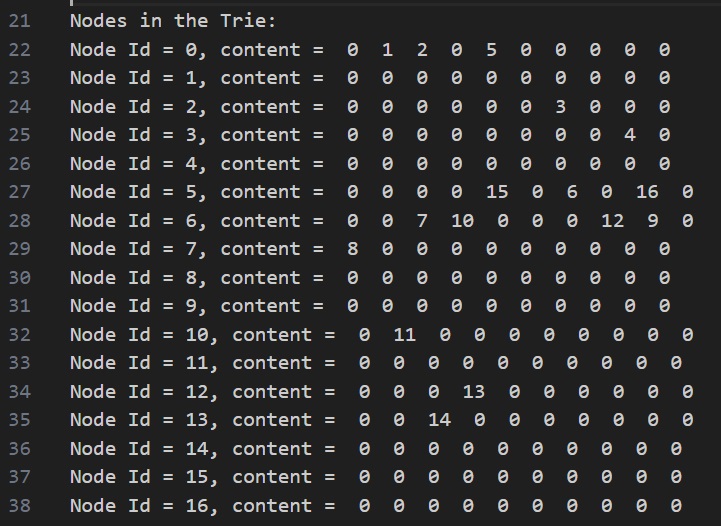 21 Nodes in the Trie:
22 Node Id = 0, content =  0  1  2  0  5  0  0  0  0  0
23 Node Id = 1, content =  0  0  0  0  0  0  0  0  0  0
24 Node Id = 2, content =  0  0  0  0  0  0  3  0  0  0
25 Node Id = 3, content =  0  0  0  0  0  0  0  0  4  0
26 Node Id = 4, content =  0  0  0  0  0  0  0  0  0  0
27 Node Id = 5, content =  0  0  0  0  15  0  6  0  16  0
28 Node Id = 6, content =  0  0  7  10  0  0  0  12  9  0
29 Node Id = 7, content =  8  0  0  0  0  0  0  0  0  0
30 Node Id = 8, content =  0  0  0  0  0  0  0  0  0  0
31 Node Id = 9, content =  0  0  0  0  0  0  0  0  0  0
32 Node Id = 10, content =  0  11  0  0  0  0  0  0  0  0
33 Node Id = 11, content =  0  0  0  0  0  0  0  0  0  0
34 Node Id = 12, content =  0  0  0  13  0  0  0  0  0  0
35 Node Id = 13, content =  0  0  14  0  0  0  0  0  0  0
36 Node Id = 14, content =  0  0  0  0  0  0  0  0  0  0
37 Node Id = 15, content =  0  0  0  0  0  0  0  0  0  0
38 Node Id = 16, content =  0  0  0  0  0  0  0  0  0  0